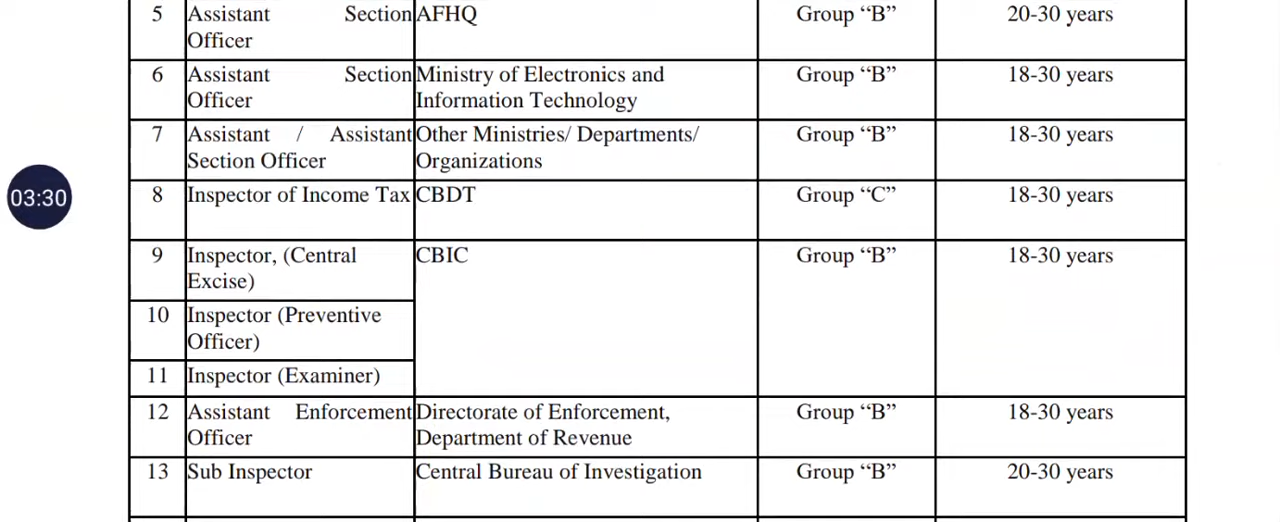 5 Assistant Section AFHQ Group “B” 20-30 years
Officer
6 Assistant Section Ministry of Electronics and Group “B” 18-30 years
Officer Information Technology
7 Assistant / Assistant Other Ministries/ Departments/ Group “B” 18-30 years
Section Officer Organizations
03:30
8 Inspector of Income Tax CBDT Group “C” 18-30 years
9 Inspector, (Central CBIC Group “B” 18-30 years
Excise)
10 Inspector (Preventive
Officer)
11 Inspector (Examiner)
12 Assistant Enforcement Directorate of Enforcement, Group “B” 18-30 years
Officer Department of Revenue
13 Sub Inspector Central Bureau of Investigation Group “B” 20-30 years